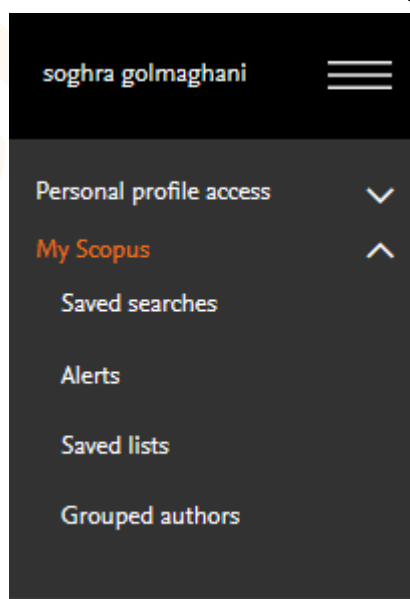 soghra golmaghani
Personal profile access
My Scopus
Saved searches
Alerts
Saved lists
Grouped authors